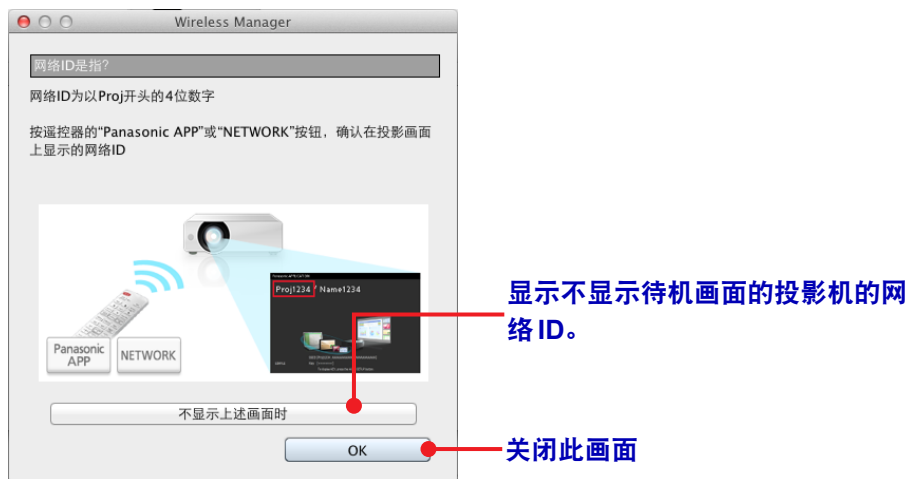 Wireless Manager
网络ID是指?
网络ID为以Proj开头的4位数字
按遥控器的“Panasonic APP”或“NETWORK”按钮，确认在投影画面
上显示的网络ID
Proj1234 / Name1234
Panasonic
APP
NETWORK
不显示上述画面时
OK
显示不显示待机画面的投影机的网
络ID。
关闭此画面